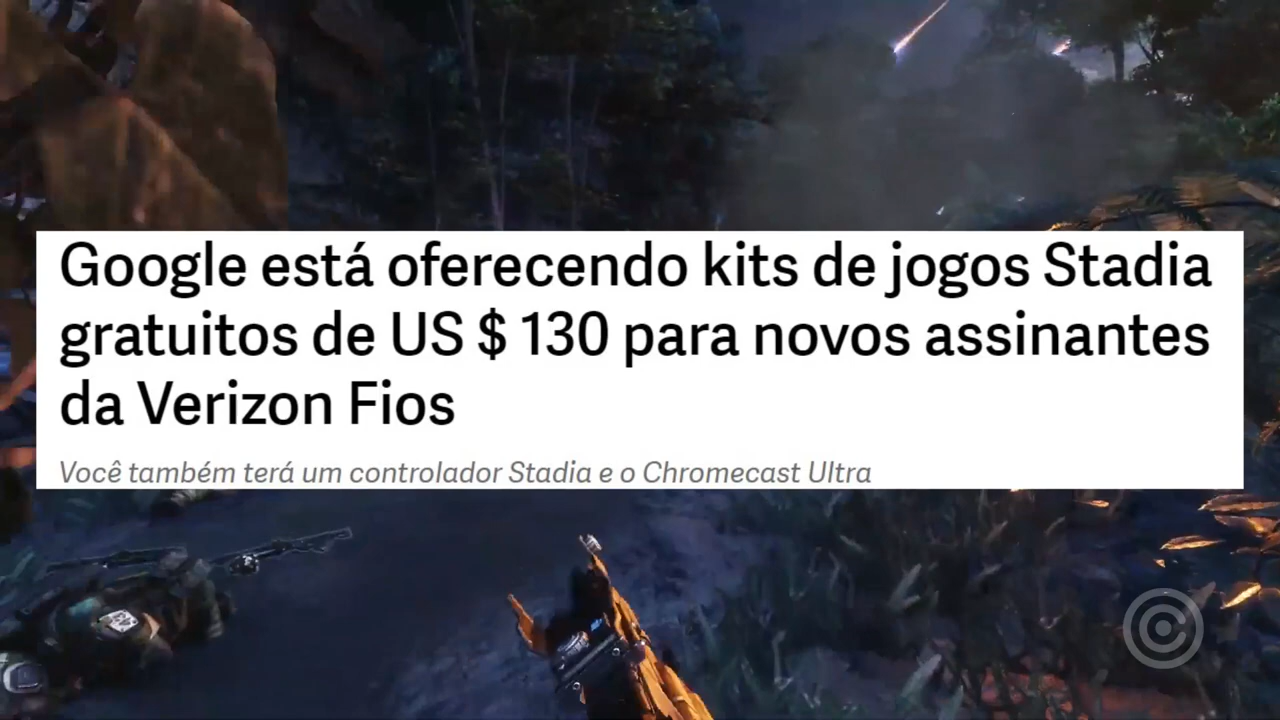 Google está oferecendo kits de jogos Stadia
gratuitos de US $ 130 para novos assinantes
da Verizon Fios
Você também terá um controlador Stadia e o Chromecast Ultra